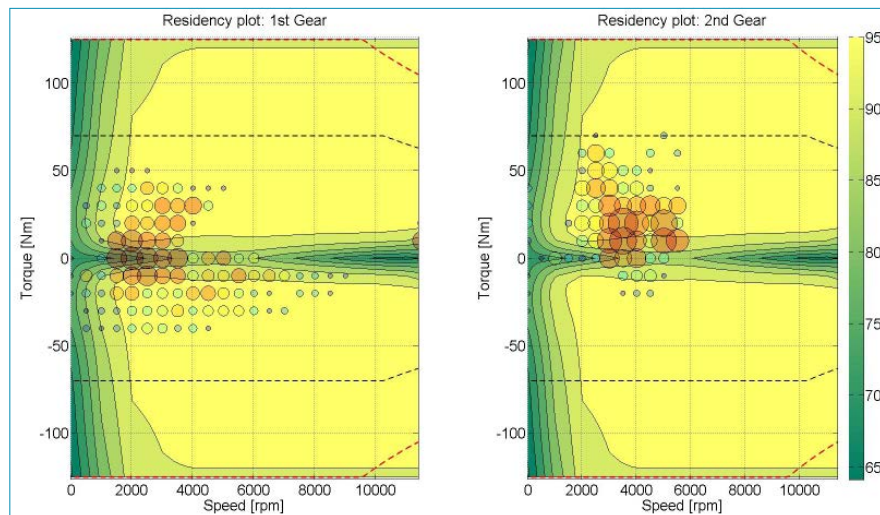 Residency plot: 1st Gear
Residency plot: 2nd Gear
100
50
0
-50
-100
Torque [Nm]
0 2000 4000 6000 8000 10000
Speed [rpm]
100
50
0
-50
-100
Torque [Nm]
0 2000 4000 6000 8000 10000
Speed [rpm]
95
90
85
80
75
70
65